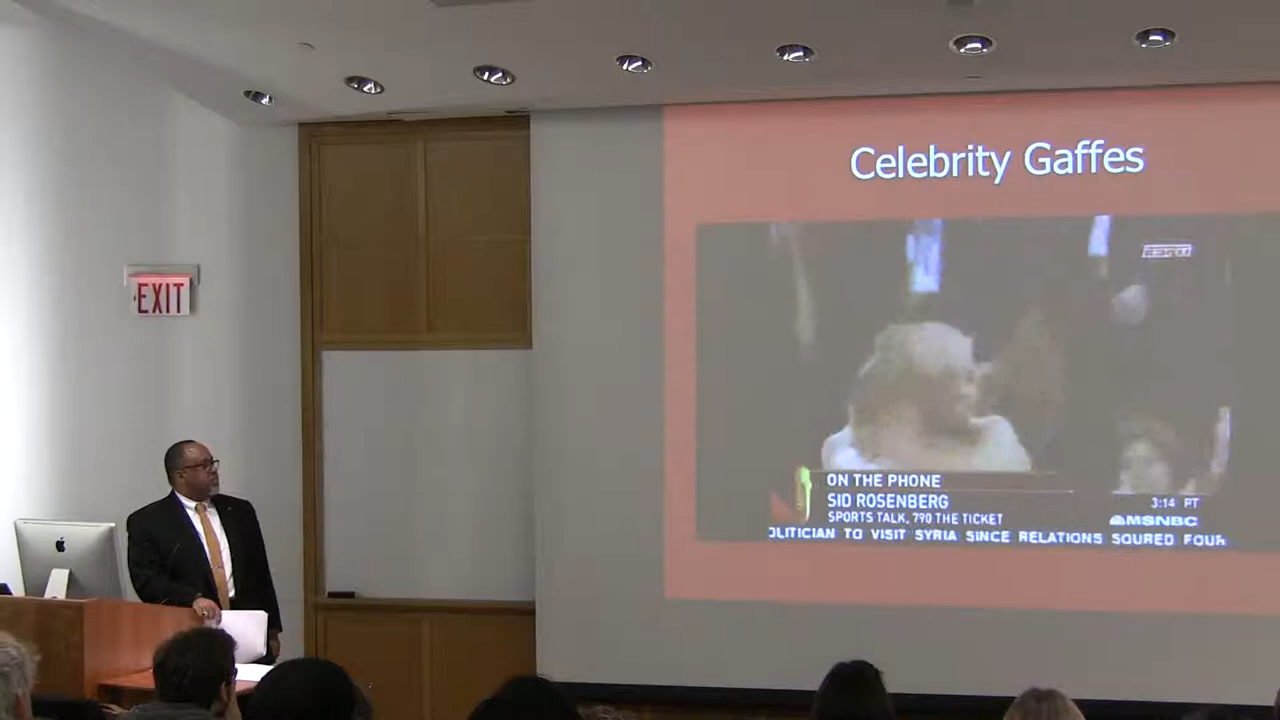 Celebrity Gaffes
EXIT
ON THE PHONE
SID ROSENBERG
SPORTS TALK, 790 THE TICKET
3:14 PT
MSNBC
OLITICIAN TO VISIT SYRIA SINCE RELATIONS SOURED FOUR